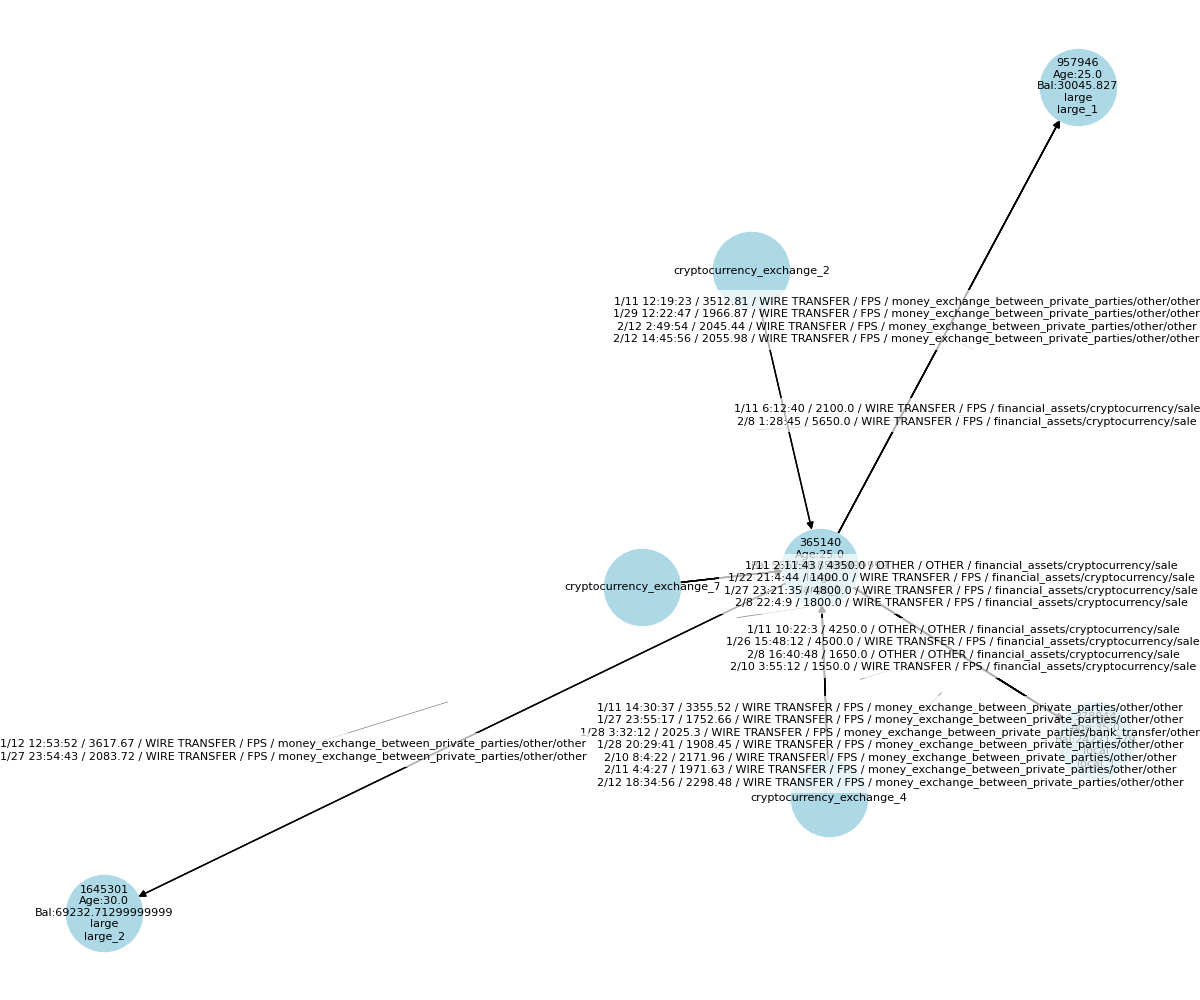 957946
Age:25.0
Bal:30045.827
large
large_1
cryptocurrency_exchange_2
1/11 12:19:23 / 3512.81 / WIRE TRANSFER / FPS / money_exchange_between_private_parties/other/other
1/29 12:22:47 / 1966.87 / WIRE TRANSFER / FPS / money_exchange_between_private_parties/other/other
2/12 2:49:54 / 2045.44 / WIRE TRANSFER / FPS / money_exchange_between_private_parties/other/other
2/12 14:45:56 / 2055.98 / WIRE TRANSFER / FPS / money_exchange_between_private_parties/other/other
1/11 6:12:40 / 2100.0 / WIRE TRANSFER / FPS / financial_assets/cryptocurrency/sale
2/8 1:28:45 / 5650.0 / WIRE TRANSFER / FPS / financial_assets/cryptocurrency/sale
365140
Age:25.0
1/11 2:11:43 / 4350.0 / OTHER / OTHER / financial_assets/cryptocurrency/sale
1/22 21:4:44 / 1400.0 / WIRE TRANSFER / FPS / financial_assets/cryptocurrency/sale
1/27 23:21:35 / 4800.0 / WIRE TRANSFER / FPS / financial_assets/cryptocurrency/sale
2/8 22:4:9 / 1800.0 / WIRE TRANSFER / FPS / financial_assets/cryptocurrency/sale
cryptocurrency_exchange_7
1/11 10:22:3 / 4250.0 / OTHER / OTHER / financial_assets/cryptocurrency/sale
1/26 15:48:12 / 4500.0 / WIRE TRANSFER / FPS / financial_assets/cryptocurrency/sale
2/8 16:40:48 / 1650.0 / OTHER / OTHER / financial_assets/cryptocurrency/sale
2/10 3:55:12 / 1550.0 / WIRE TRANSFER / FPS / financial_assets/cryptocurrency/sale
1/11 14:30:37 / 3355.52 / WIRE TRANSFER / FPS / money_exchange_between_private_parties/other/other
1/27 23:55:17 / 1752.66 / WIRE TRANSFER / FPS / money_exchange_between_private_parties/other/other
1/28 3:32:12 / 2025.3 / WIRE TRANSFER / FPS / money_exchange_between_private_parties/bank_transfer/other
1/28 20:29:41 / 1908.45 / WIRE TRANSFER / FPS / money_exchange_between_private_parties/other/other
2/10 8:4:22 / 2171.96 / WIRE TRANSFER / FPS / money_exchange_between_private_parties/other/other
2/11 4:4:27 / 1971.63 / WIRE TRANSFER / FPS / money_exchange_between_private_parties/other/other
2/12 18:34:56 / 2298.48 / WIRE TRANSFER / FPS / money_exchange_between_private_parties/other/other
cryptocurrency_exchange_4
1/12 12:53:52 / 3617.67 / WIRE TRANSFER / FPS / money_exchange_between_private_parties/other/other
1/27 23:54:43 / 2083.72 / WIRE TRANSFER / FPS / money_exchange_between_private_parties/other/other
1645301
Age:30.0
Bal:69232.71299999999
large
large_2